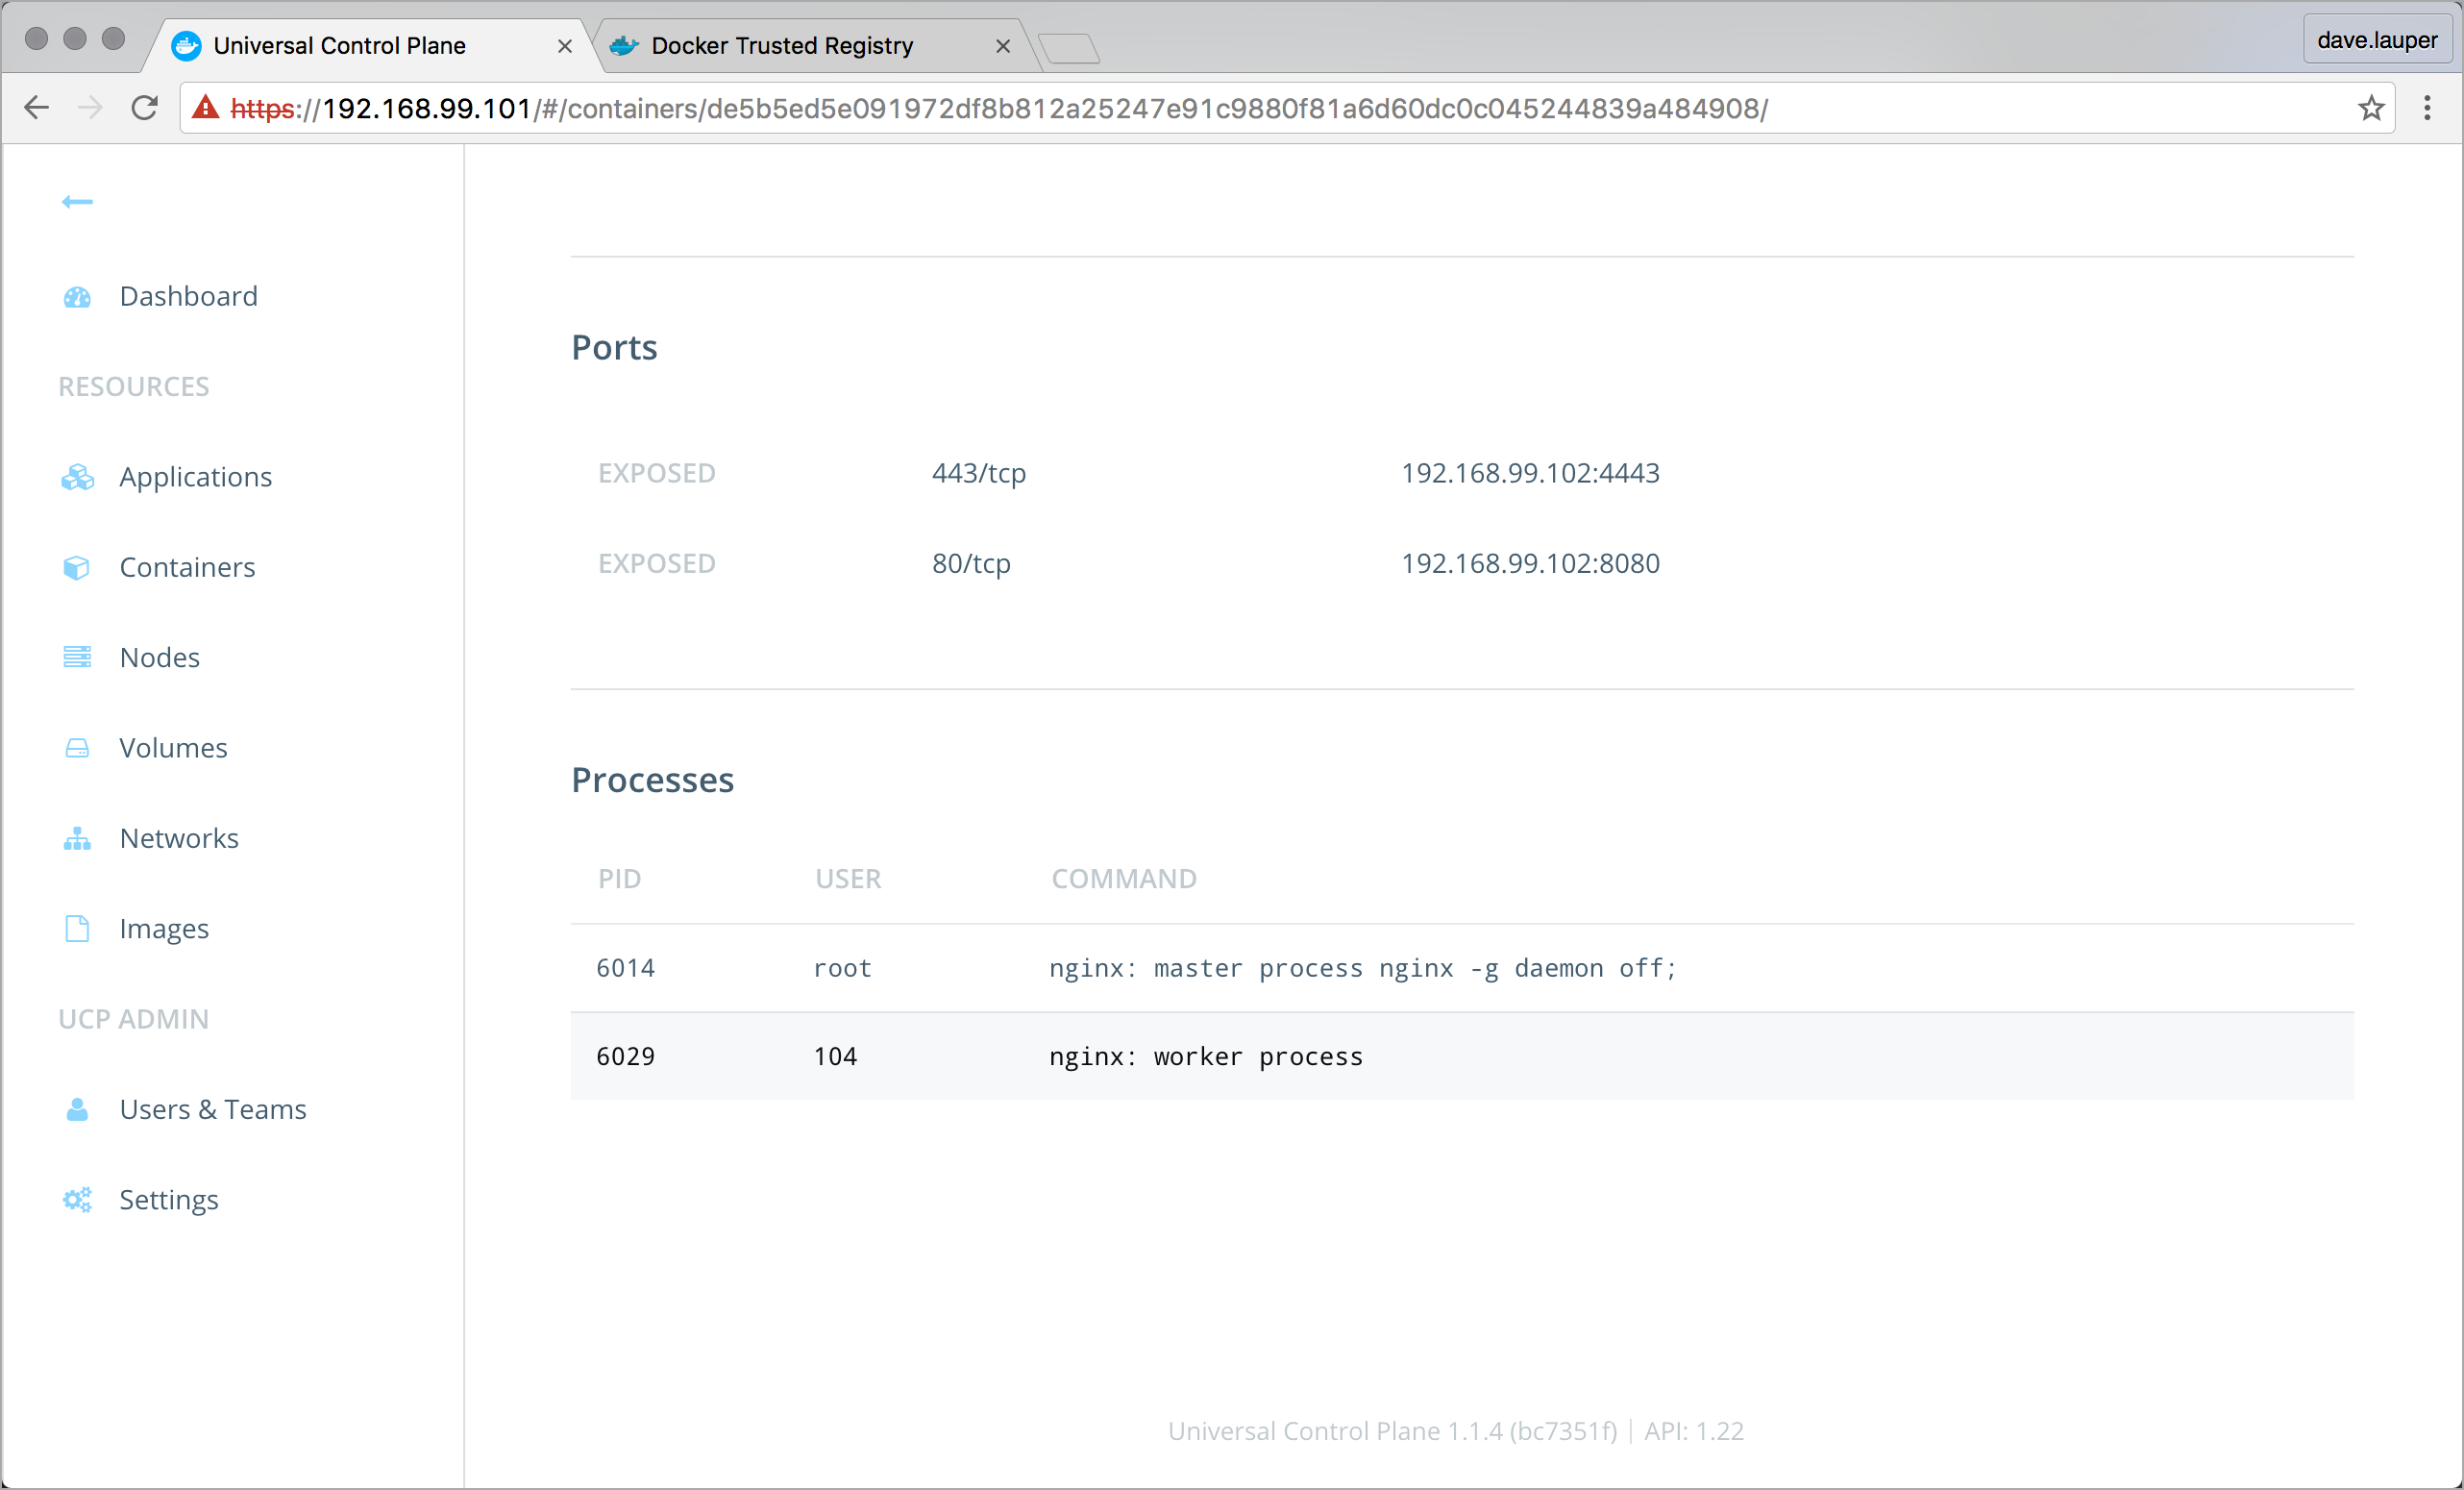 Universal Control Plane
Docker Trusted Registry
dave.lauper
https://192.168.99.101/#/containers/de5b5ed5e091972df8b812a25247e91c9880f81a6d60dc0c045244839a484908/
Dashboard
RESOURCES
Applications
Containers
Nodes
Volumes
Networks
Images
UCP ADMIN
Users & Teams
Settings
Ports
EXPOSED 443/tcp 192.168.99.102:4443
EXPOSED 80/tcp 192.168.99.102:8080
Processes
PID USER COMMAND
6014 root nginx: master process nginx -g daemon off;
6029 104 nginx: worker process
Universal Control Plane 1.1.4 (bc7351f) | API: 1.22